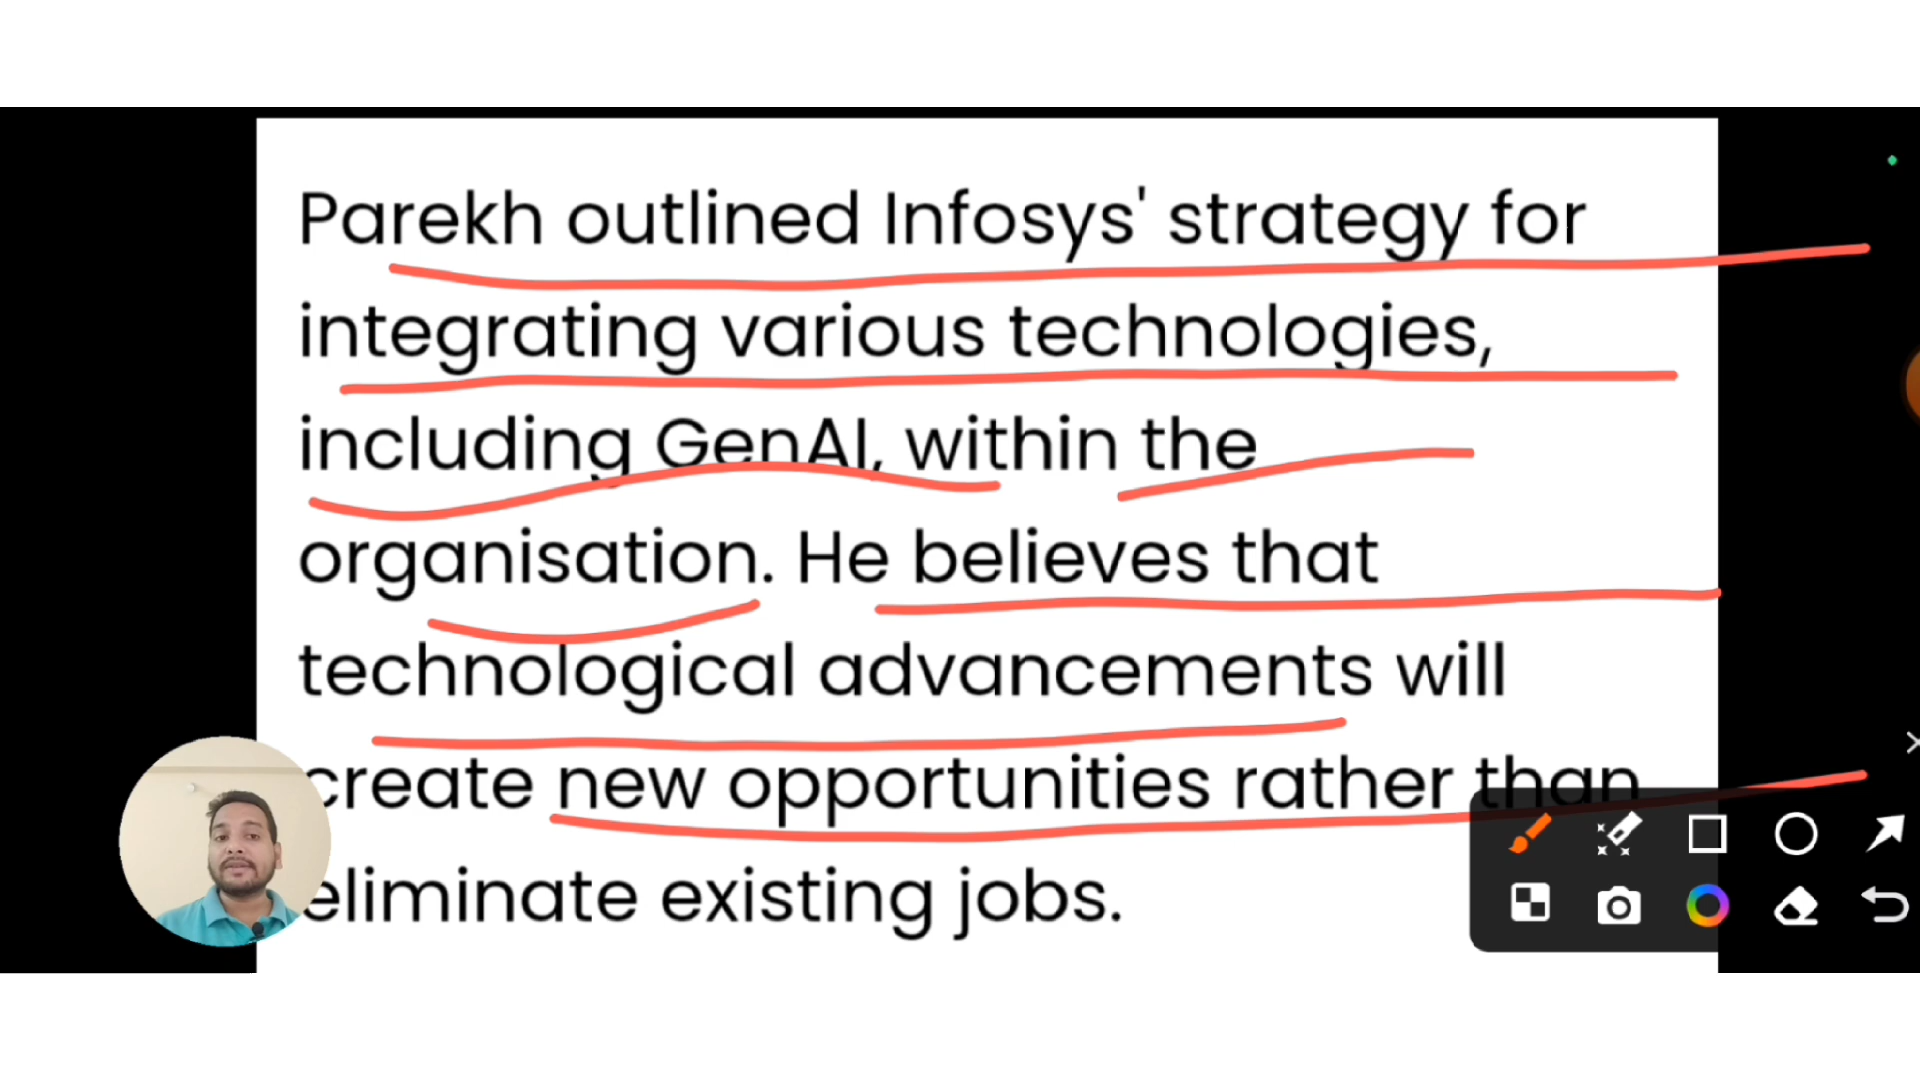 Parekh outlined Infosys' strategy for
integrating various technologies,
including GenAI, within the
organisation. He believes that
technological advancements will
create new opportunities rather than
eliminate existing jobs.